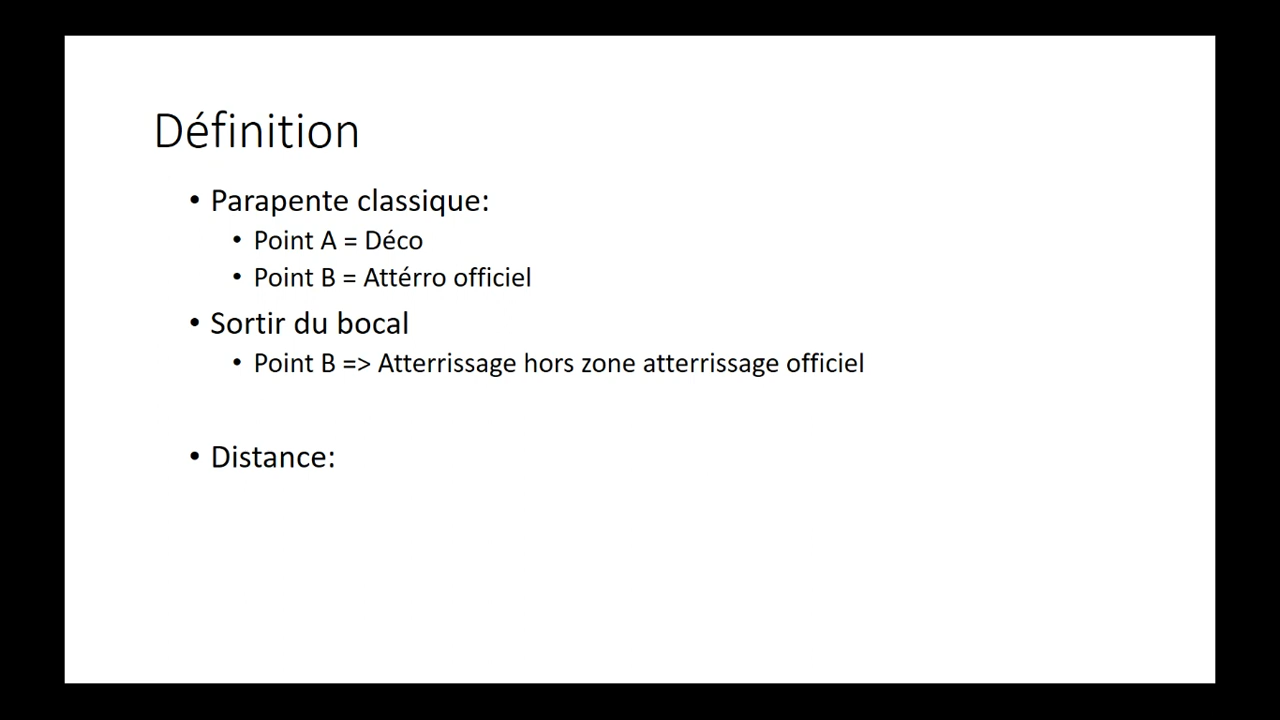 Définition
• Parapente classique:
• Point A = Déco
• Point B = Attérro officiel
• Sortir du bocal
• Point B => Atterrissage hors zone atterrissage officiel
• Distance: